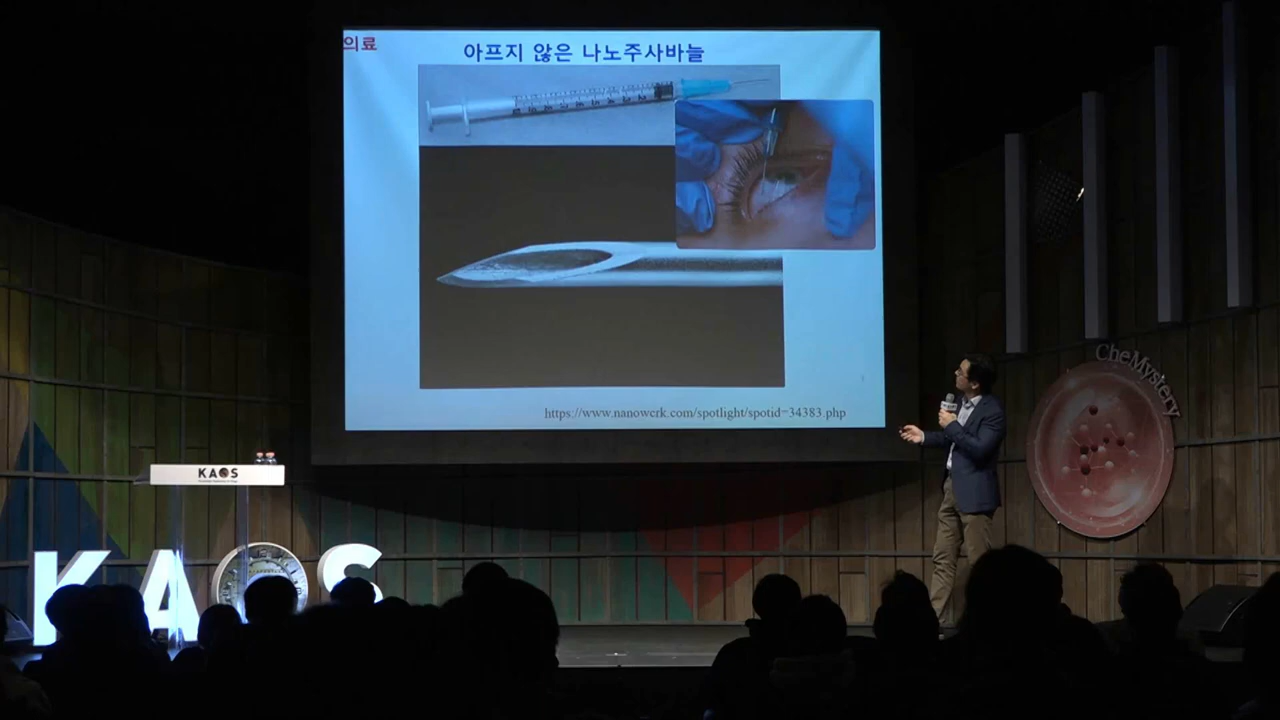 의료
아프지 않은 나노주사바늘
https://www.nanowerk.com/spotlight/spotid=34383.php
CheMystery
KAOS
KAOS